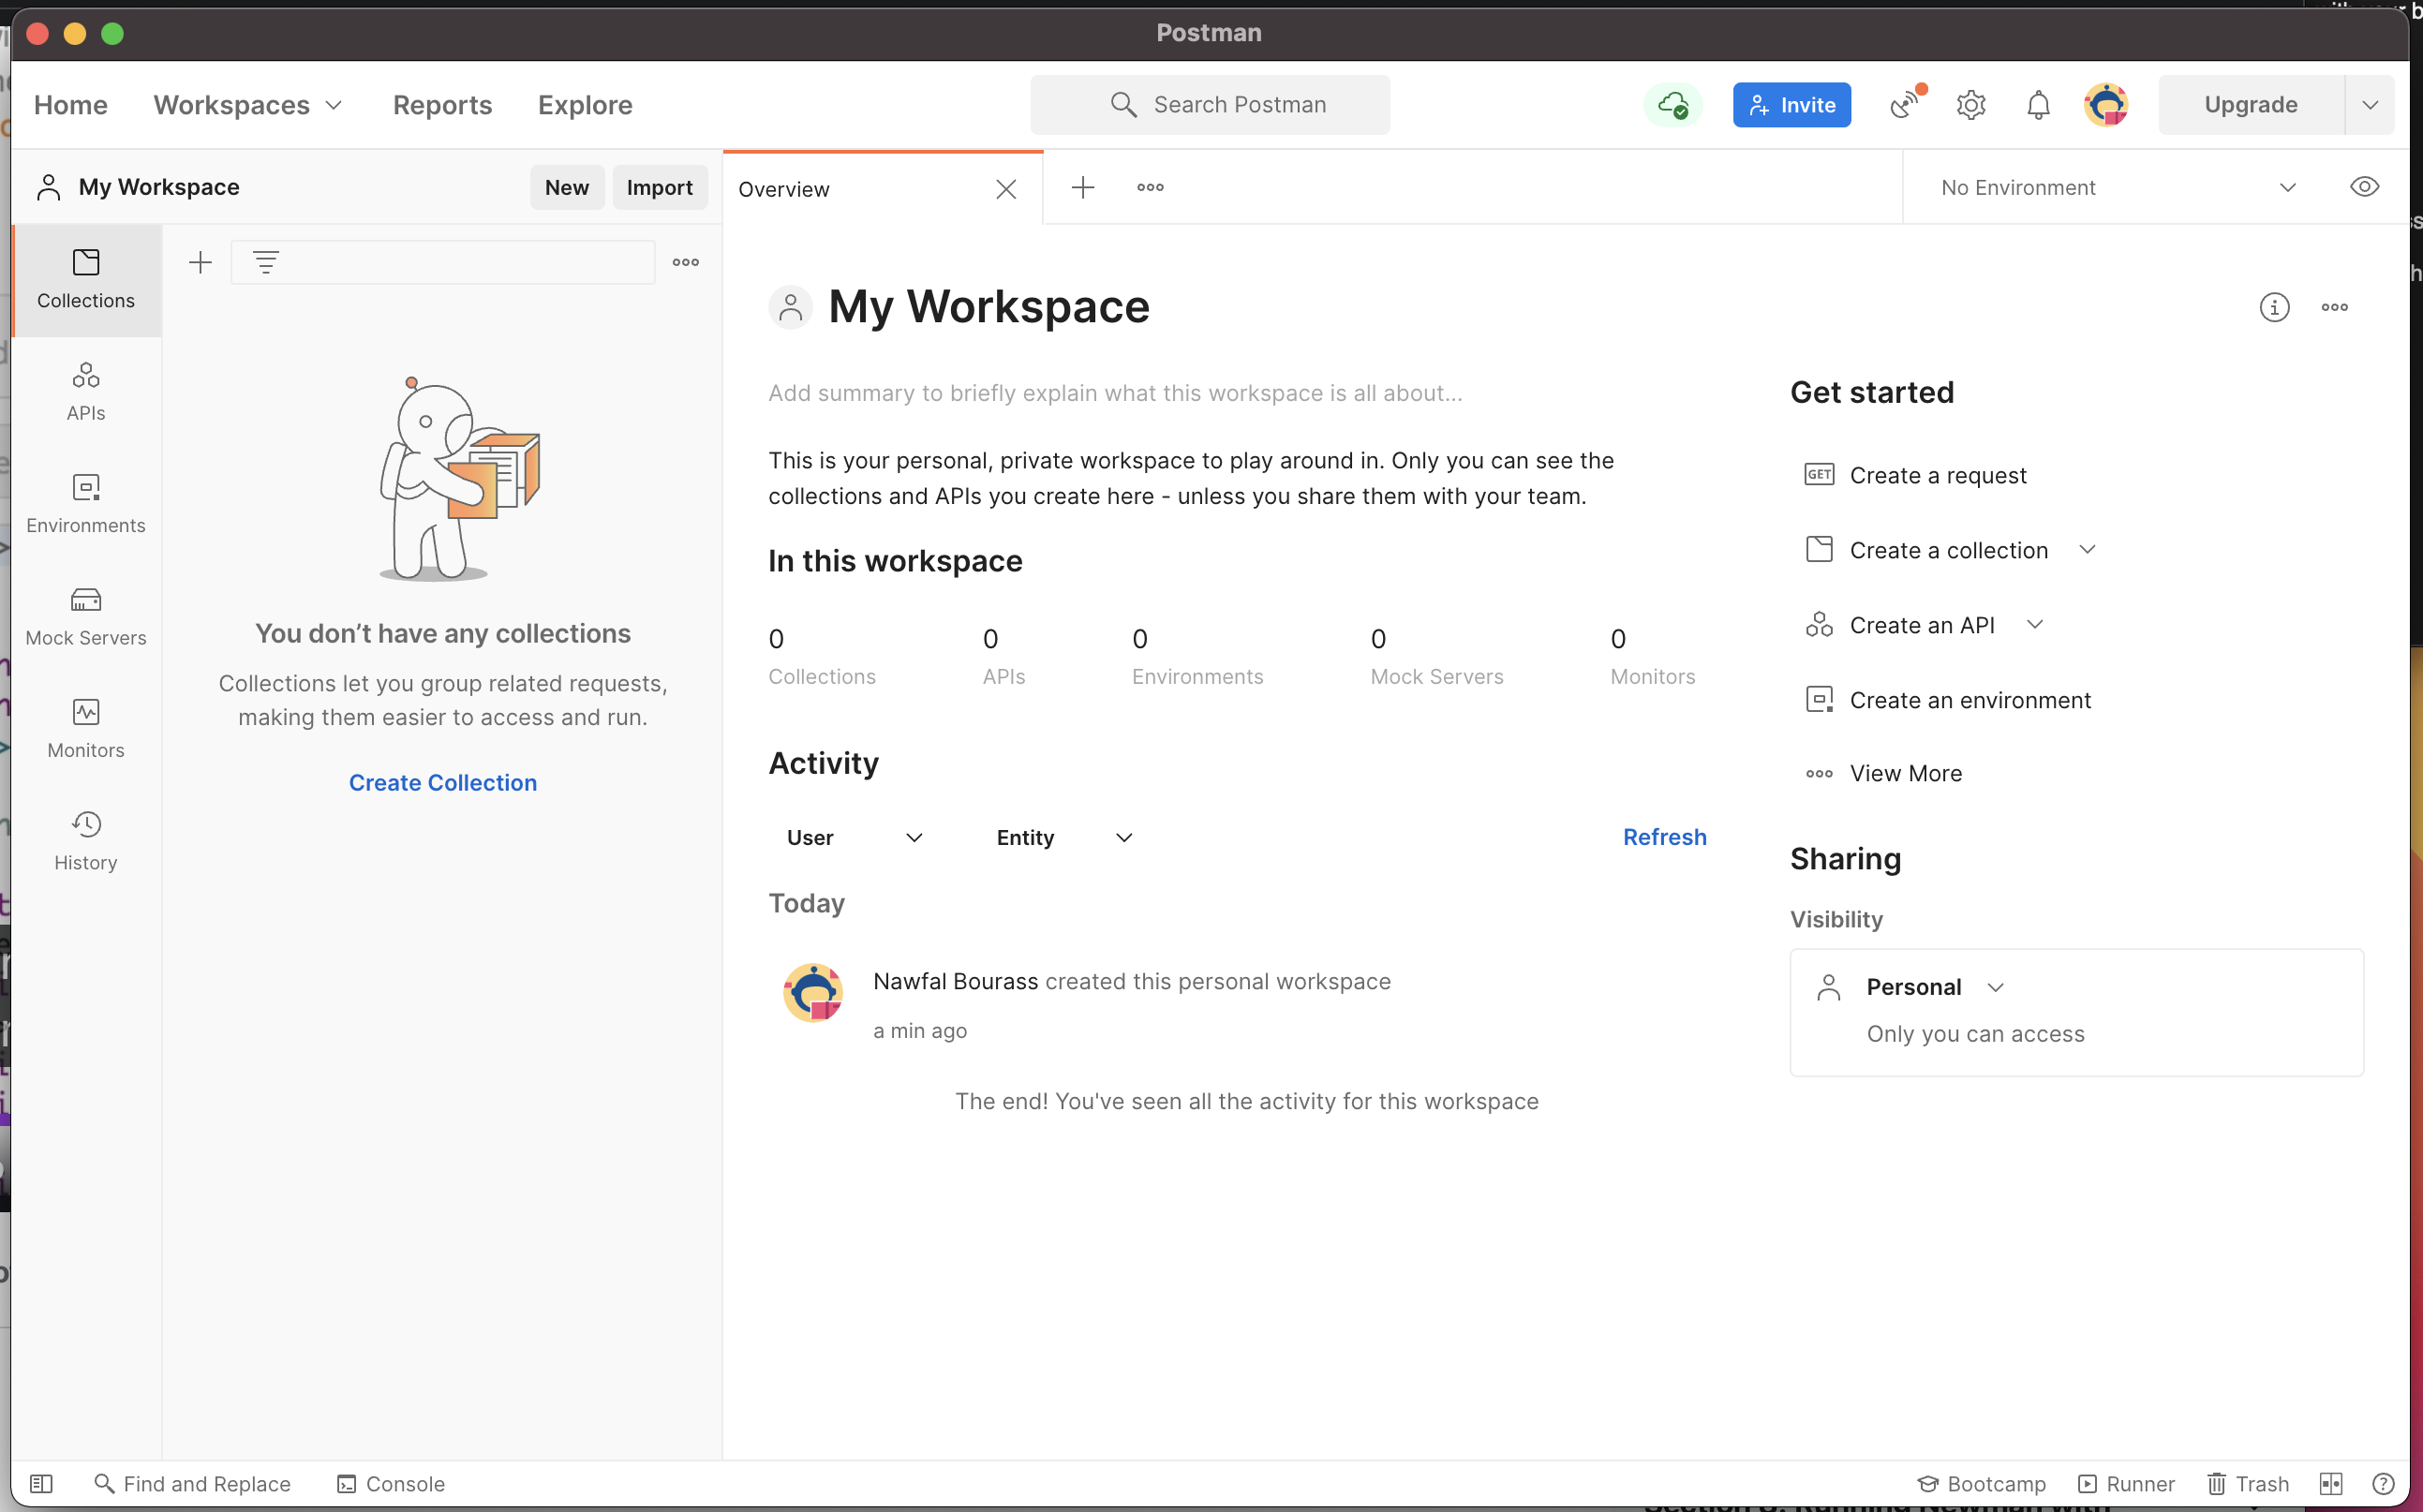 Postman
Home Workspaces Reports Explore
Search Postman
Invite
Upgrade
My Workspace
New Import
Overview
No Environment
Collections
APIs
Environments
Mock Servers
Monitors
History
You don’t have any collections
Collections let you group related requests,
making them easier to access and run.
Create Collection
My Workspace
Add summary to briefly explain what this workspace is all about...
This is your personal, private workspace to play around in. Only you can see the
collections and APIs you create here - unless you share them with your team.
In this workspace
0 0 0 0 0
Collections APIs Environments Mock Servers Monitors
Activity
User Entity Refresh
Today
Nawfal Bourass created this personal workspace
a min ago
The end! You've seen all the activity for this workspace
Get started
GET Create a request
Create a collection
Create an API
Create an environment
View More
Sharing
Visibility
Personal
Only you can access
Find and Replace Console
Bootcamp Runner Trash